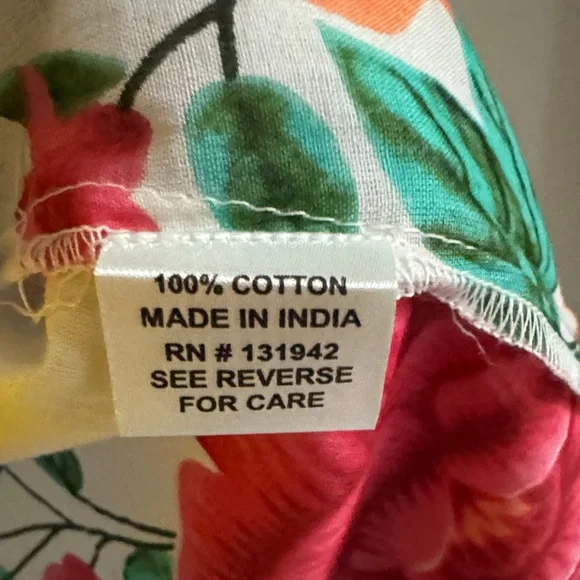 100% COTTON
MADE IN INDIA
RN # 131942
SEE REVERSE
FOR CARE